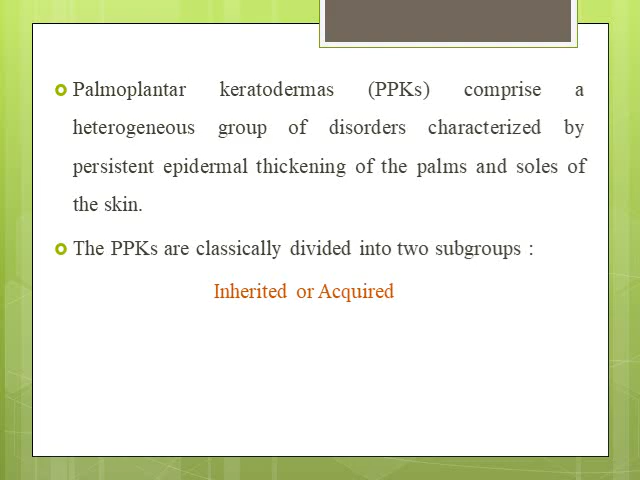 Palmoplantar keratodermas (PPKs) comprise a
heterogeneous group of disorders characterized by
persistent epidermal thickening of the palms and soles of
the skin.
The PPKs are classically divided into two subgroups :
Inherited or Acquired